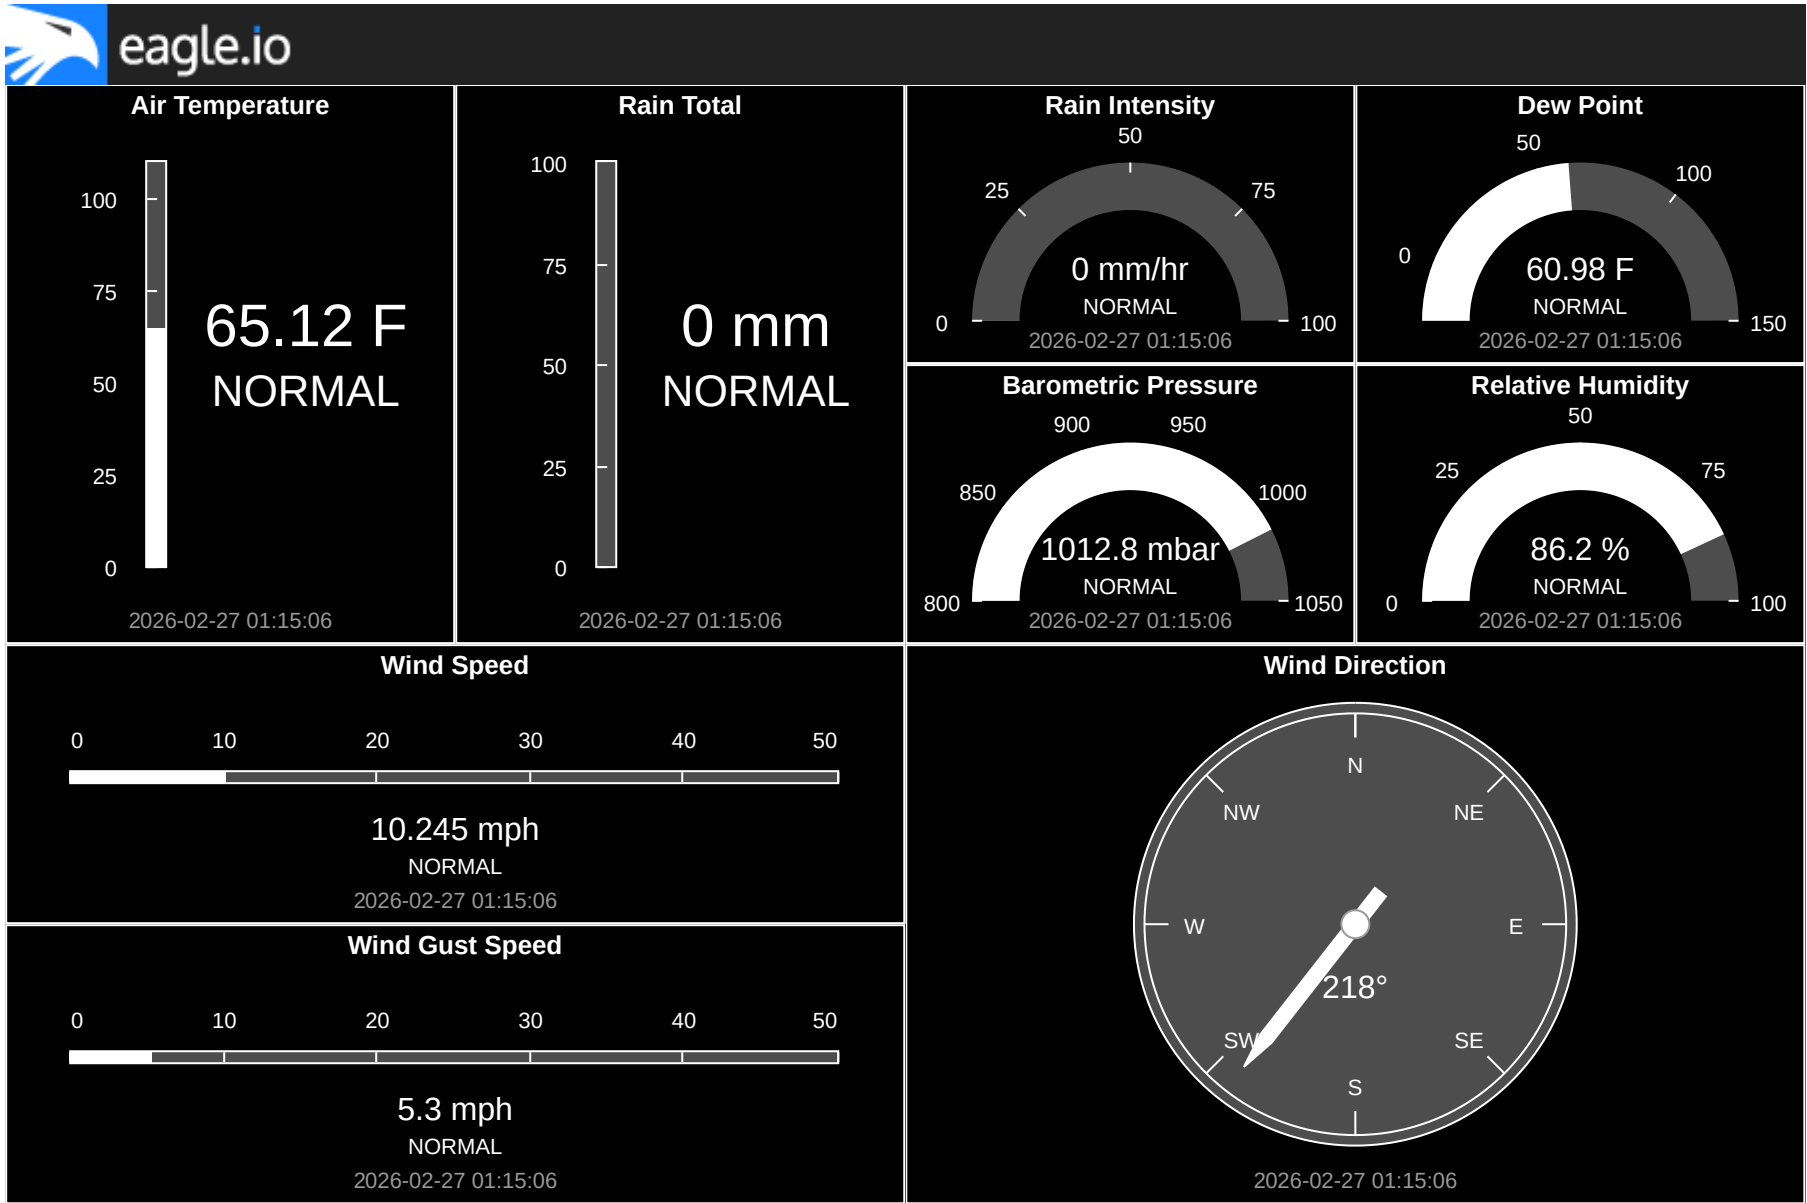 eagle.io
Air Temperature
100
75
50
25
0
65.12 F
NORMAL
2026-02-27 01:15:06
Rain Total
100
75
50
25
0
0 mm
NORMAL
2026-02-27 01:15:06
Rain Intensity
0
25
50
75
100
0 mm/hr
NORMAL
2026-02-27 01:15:06
Dew Point
0
50
100
150
60.98 F
NORMAL
2026-02-27 01:15:06
Barometric Pressure
800
850
900
950
1000
1050
1012.8 mbar
NORMAL
2026-02-27 01:15:06
Relative Humidity
0
25
50
75
100
86.2 %
NORMAL
2026-02-27 01:15:06
Wind Speed
0 10 20 30 40 50
10.245 mph
NORMAL
2026-02-27 01:15:06
Wind Gust Speed
0 10 20 30 40 50
5.3 mph
NORMAL
2026-02-27 01:15:06
Wind Direction
N
NW NE
W E
218°
SW SE
S
2026-02-27 01:15:06